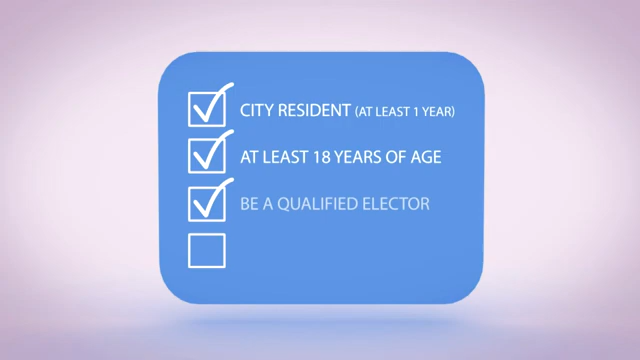 CITY RESIDENT (AT LEAST 1 YEAR)
AT LEAST 18 YEARS OF AGE
BE A QUALIFIED ELECTOR